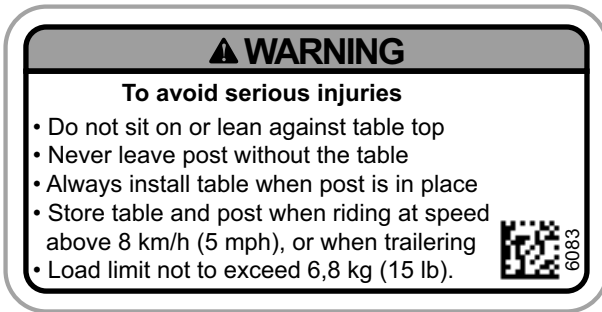 WARNING
To avoid serious injuries
• Do not sit on or lean against table top
• Never leave post without the table
• Always install table when post is in place
• Store table and post when riding at speed
above 8 km/h (5 mph), or when trailering
• Load limit not to exceed 6,8 kg (15 lb).
6083